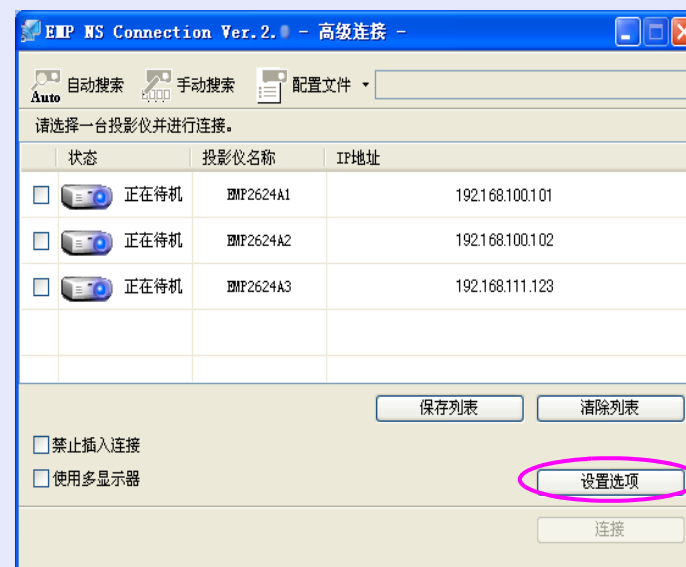 EMP NS Connection Ver.2. - 高级连接 -
Auto 自动搜索 手动搜索 配置文件
请选择一台投影仪并进行连接。
状态 投影仪名称 IP地址
正在待机 EMP2624A1 192.168.100.101
正在待机 EMP2624A2 192.168.100.102
正在待机 EMP2624A3 192.168.111.123
保存列表 清除列表
禁止插入连接
使用多显示器 设置选项
连接